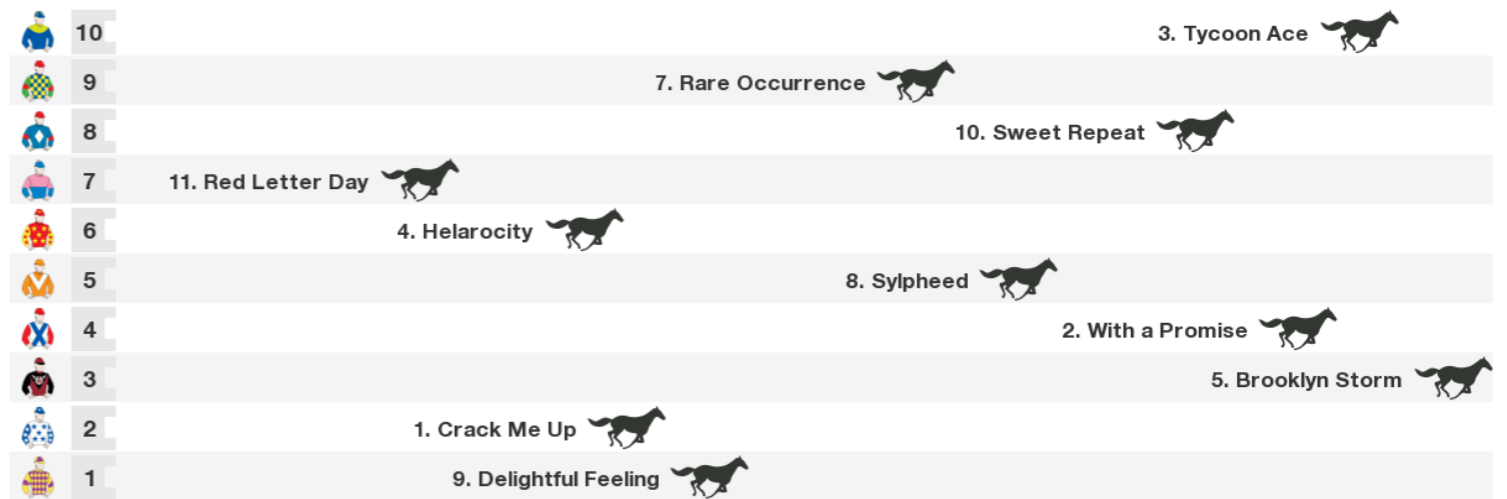 10 3. Tycoon Ace
9 7. Rare Occurrence
8 10. Sweet Repeat
7 11. Red Letter Day
6 4. Helarocity
5 8. Sylpheed
4 2. With a Promise
3 5. Brooklyn Storm
2 1. Crack Me Up
1 9. Delightful Feeling